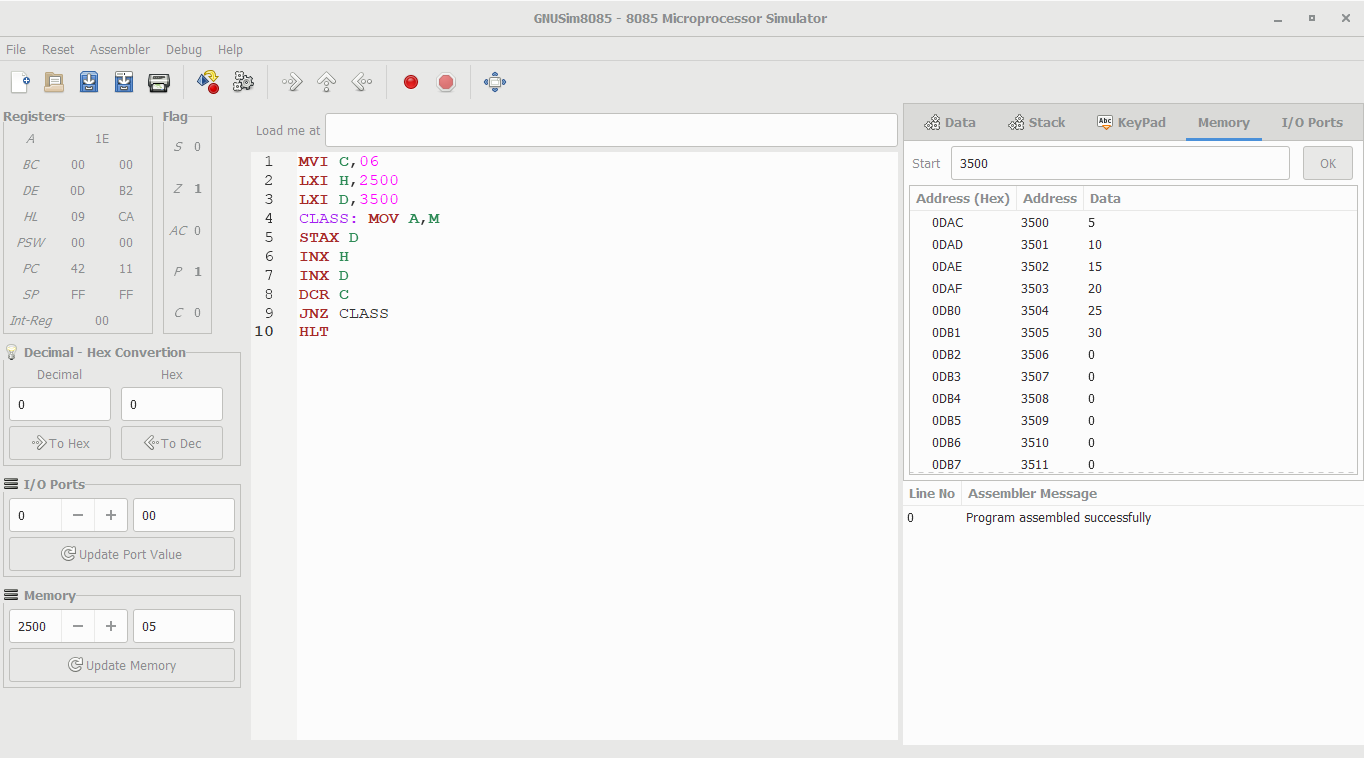 GNUSim8085 - 8085 Microprocessor Simulator
File Reset Assembler Debug Help
Registers
A 1E
BC 00 00
DE 0D B2
HL 09 CA
PSW 00 00
PC 42 11
SP FF FF
Int-Reg 00
Flag
S 0
Z 1
AC 0
P 1
C 0
Decimal - Hex Convertion
Decimal Hex
0 0
To Hex To Dec
I/O Ports
0 00
Update Port Value
Memory
2500 05
Update Memory
Load me at
1 MVI C,06
2 LXI H,2500
3 LXI D,3500
4 CLASS: MOV A,M
5 STAX D
6 INX H
7 INX D
8 DCR C
9 JNZ CLASS
10 HLT
Data Stack Abc KeyPad Memory I/O Ports
Start 3500 OK
Address (Hex) Address Data
0DAC 3500 5
0DAD 3501 10
0DAE 3502 15
0DAF 3503 20
0DB0 3504 25
0DB1 3505 30
0DB2 3506 0
0DB3 3507 0
0DB4 3508 0
0DB5 3509 0
0DB6 3510 0
0DB7 3511 0
Line No Assembler Message
0 Program assembled successfully